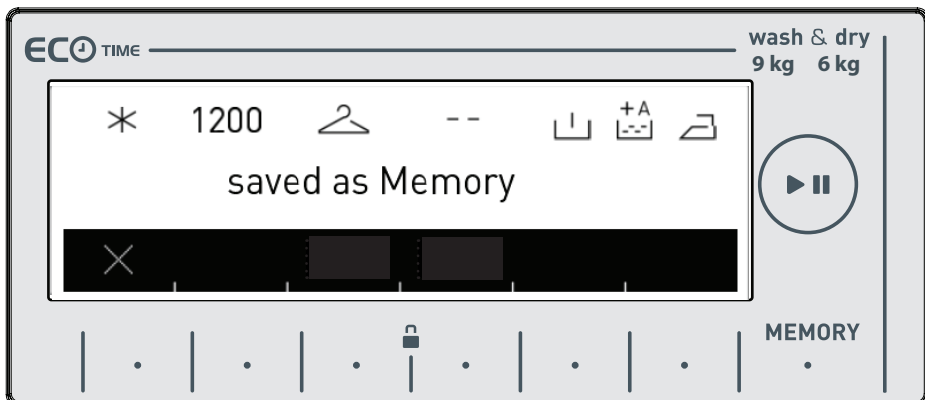 ECO TIME
wash & dry
9 kg 6 kg
1200 -- +A
saved as Memory
MEMORY